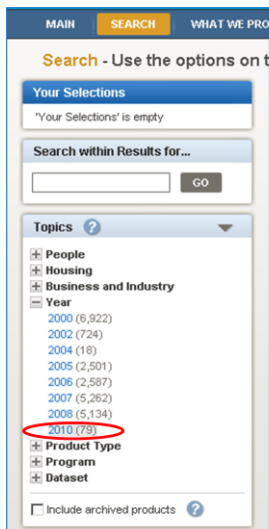 MAIN SEARCH WHAT WE PRO
Search - Use the options on t
Your Selections
'Your Selections' is empty
Search within Results for...
GO
Topics ?
People
Housing
Business and Industry
Year
2000 (6,922)
2002 (724)
2004 (18)
2005 (2,501)
2006 (2,587)
2007 (5,262)
2008 (5,134)
2010 (79)
Product Type
Program
Dataset
Include archived products ?